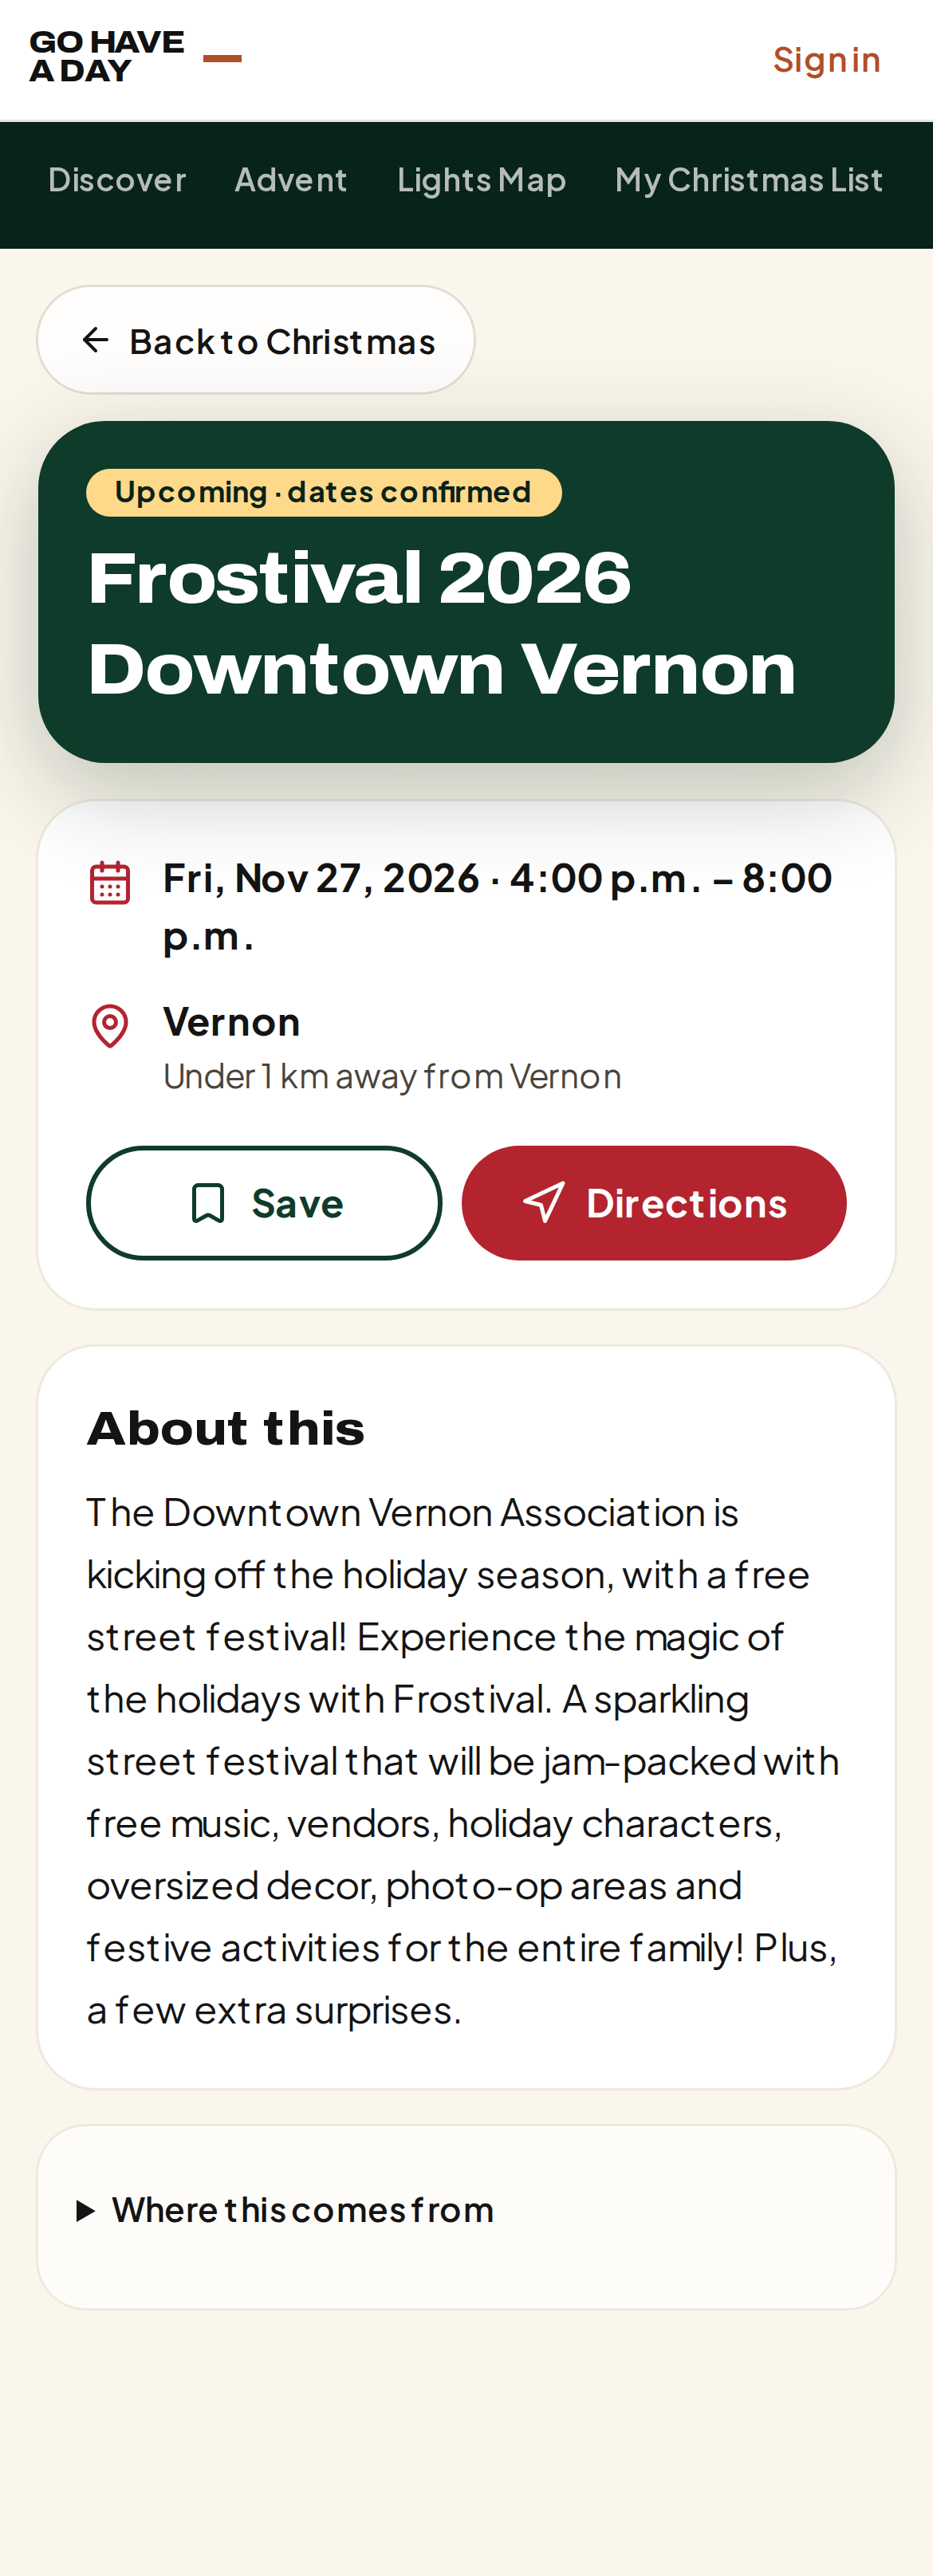 GO HAVE
A DAY
Sign in
Discover Advent Lights Map My Christmas List
Back to Christmas
Upcoming · dates confirmed
Frostival 2026
Downtown Vernon
Fri, Nov 27, 2026 · 4:00 p.m. – 8:00
p.m.
Vernon
Under 1 km away from Vernon
Save
Directions
About this
The Downtown Vernon Association is
kicking off the holiday season, with a free
street festival! Experience the magic of
the holidays with Frostival. A sparkling
street festival that will be jam-packed with
free music, vendors, holiday characters,
oversized decor, photo-op areas and
festive activities for the entire family! Plus,
a few extra surprises.
Where this comes from